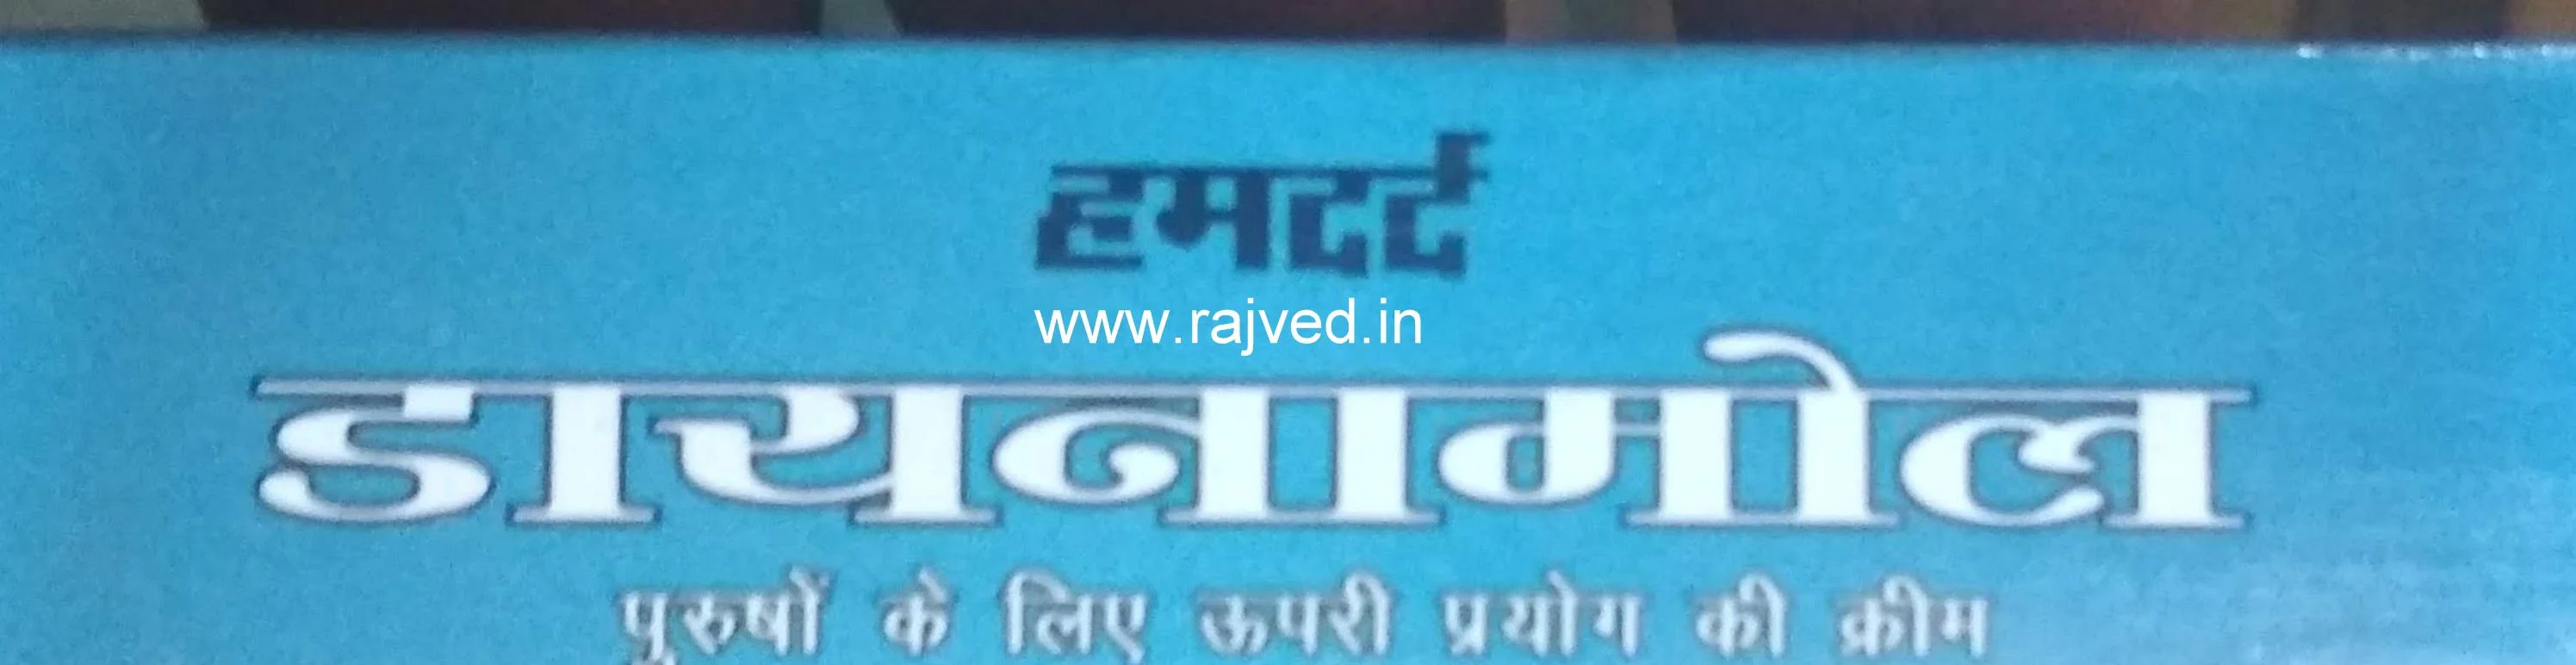 हमदर्द
www.rajved.in
डायनामोल
पुरुषों के लिए ऊपरी प्रयोग की क्रीम